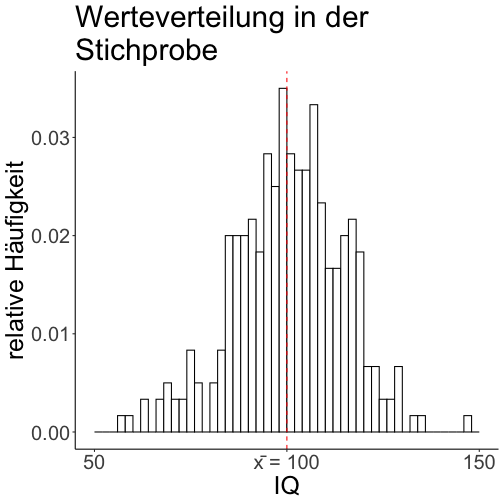 Werteverteilung in der
Stichprobe
relative Häufigkeit
0.03
0.02
0.01
0.00
50
x̄ = 100
150
IQ